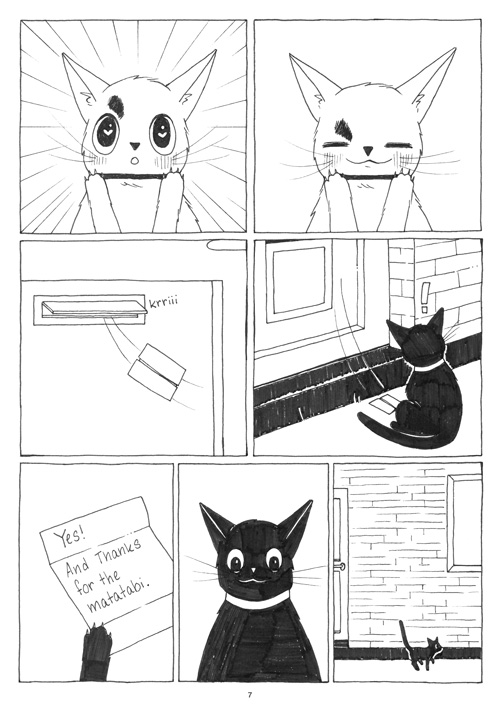 krriii
!
Yes!
And Thanks
for the
matatabi.
7